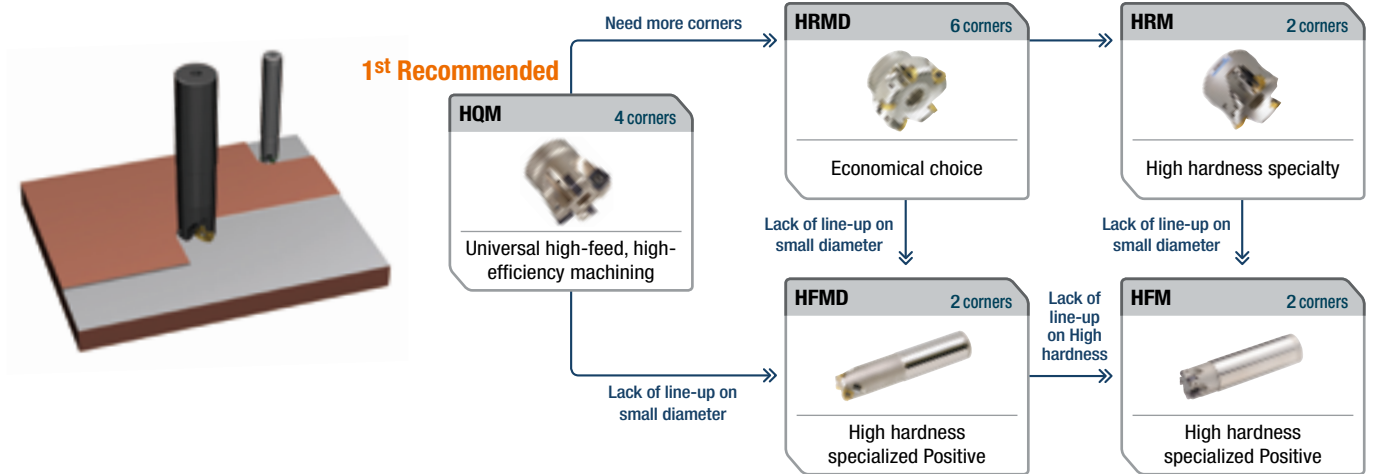 1st Recommended
HQM 4 corners
Universal high-feed, high-
efficiency machining
Need more corners
HRMD 6 corners
Economical choice
HRM 2 corners
High hardness specialty
Lack of line-up on
small diameter
Lack of line-up on
small diameter
Lack of line-up on
small diameter
HFMD 2 corners
High hardness
specialized Positive
Lack of
line-up
on High
hardness
HFM 2 corners
High hardness
specialized Positive